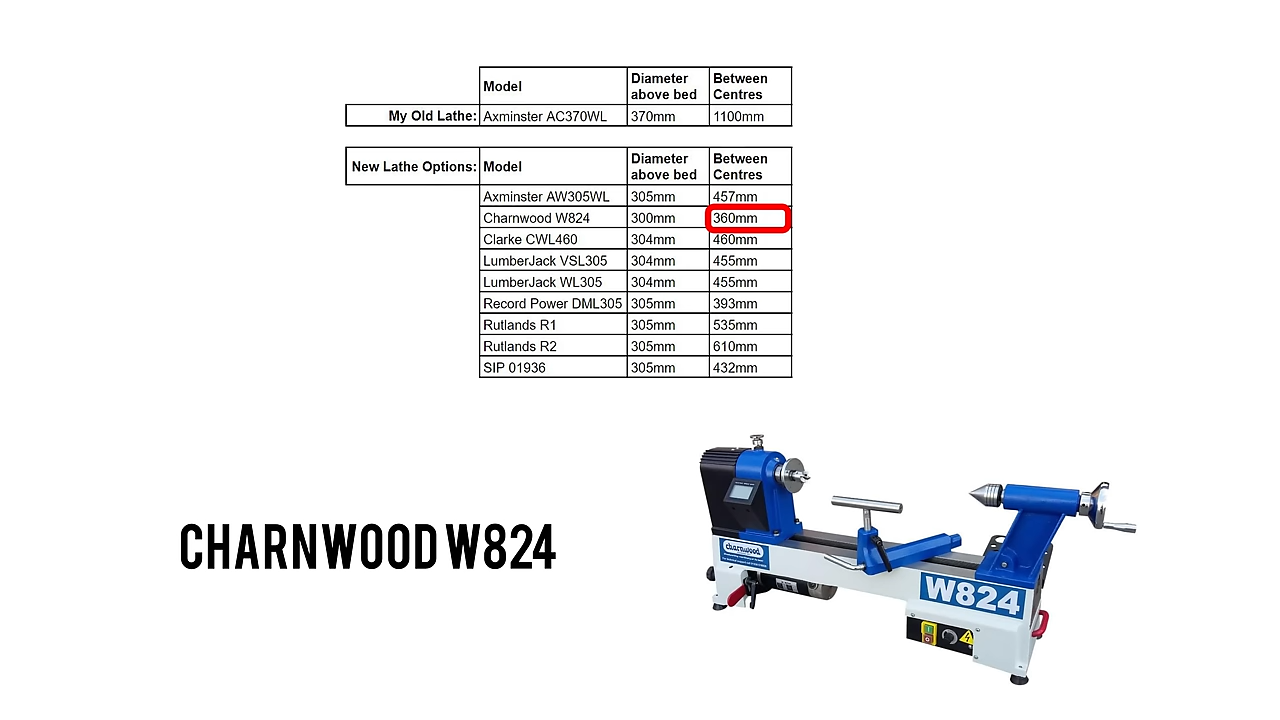 Model Diameter above bed Between Centres
My Old Lathe: Axminster AC370WL 370mm 1100mm
New Lathe Options: Model Diameter above bed Between Centres
Axminster AW305WL 305mm 457mm
Charnwood W824 300mm 360mm
Clarke CWL460 304mm 460mm
LumberJack VSL305 304mm 455mm
LumberJack WL305 304mm 455mm
Record Power DML305 305mm 393mm
Rutlands R1 305mm 535mm
Rutlands R2 305mm 610mm
SIP 01936 305mm 432mm
CHARNWOOD W824
charnwood
W824